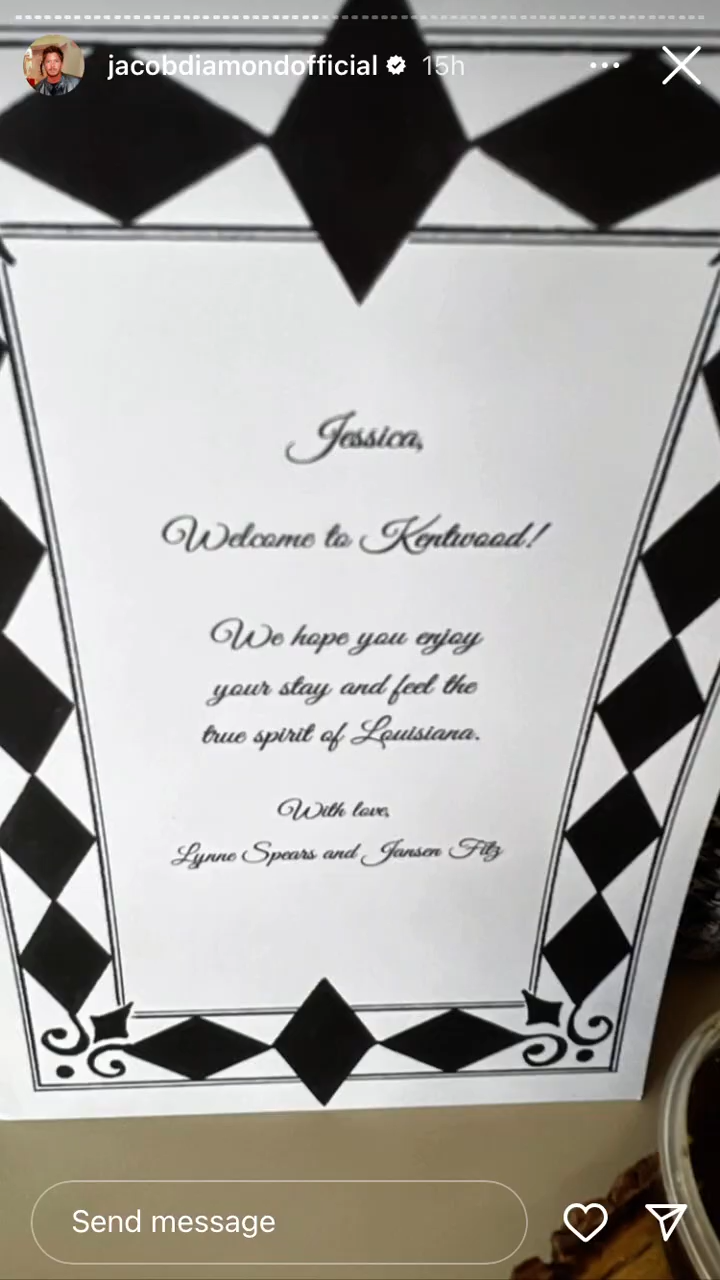 jacobdiamondofficial 15h
Jessica,
Welcome to Kentwood!
We hope you enjoy
your stay and feel the
true spirit of Louisiana.
With love,
Lynne Spears and Jansen Fitz
Send message